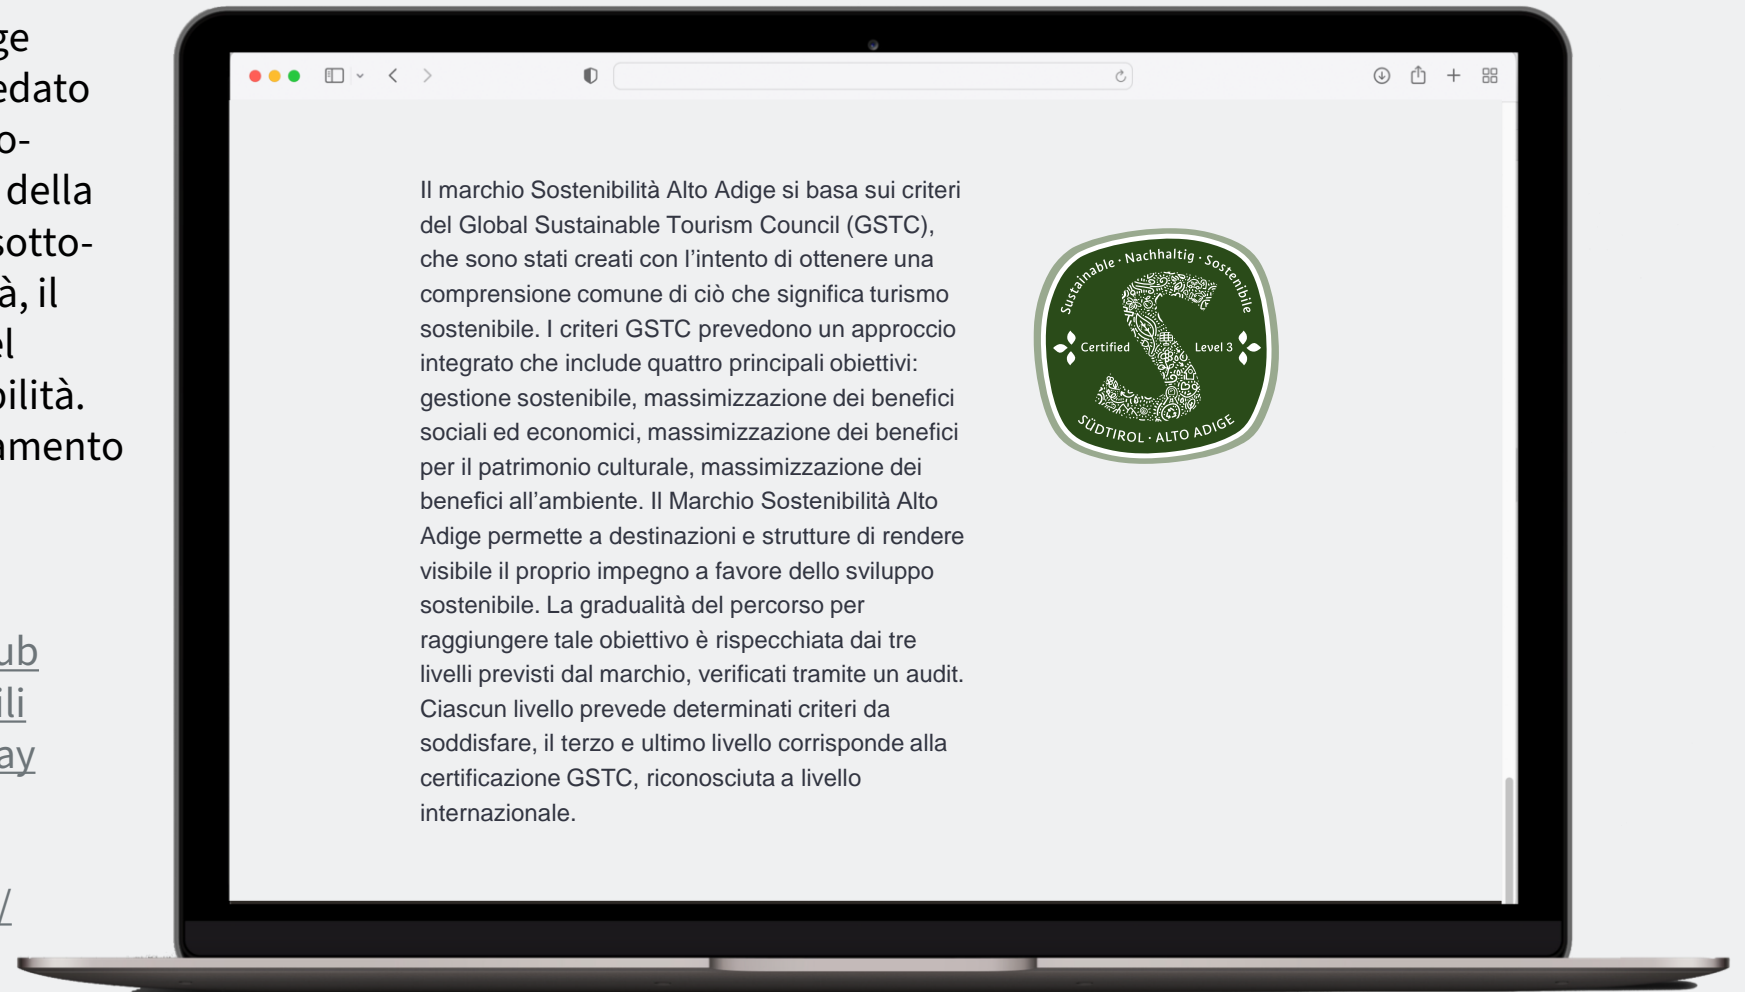 ge
edato
o-
della
sotto-
à, il
el
bilità.
amento
ub
ili
ay
/
Il marchio Sostenibilità Alto Adige si basa sui criteri
del Global Sustainable Tourism Council (GSTC),
che sono stati creati con l’intento di ottenere una
comprensione comune di ciò che significa turismo
sostenibile. I criteri GSTC prevedono un approccio
integrato che include quattro principali obiettivi:
gestione sostenibile, massimizzazione dei benefici
sociali ed economici, massimizzazione dei benefici
per il patrimonio culturale, massimizzazione dei
benefici all’ambiente. Il Marchio Sostenibilità Alto
Adige permette a destinazioni e strutture di rendere
visibile il proprio impegno a favore dello sviluppo
sostenibile. La gradualità del percorso per
raggiungere tale obiettivo è rispecchiata dai tre
livelli previsti dal marchio, verificati tramite un audit.
Ciascun livello prevede determinati criteri da
soddisfare, il terzo e ultimo livello corrisponde alla
certificazione GSTC, riconosciuta a livello
internazionale.
Sustainable · Nachhaltig · Sostenibile
Certified Level 3
SÜDTIROL · ALTO ADIGE